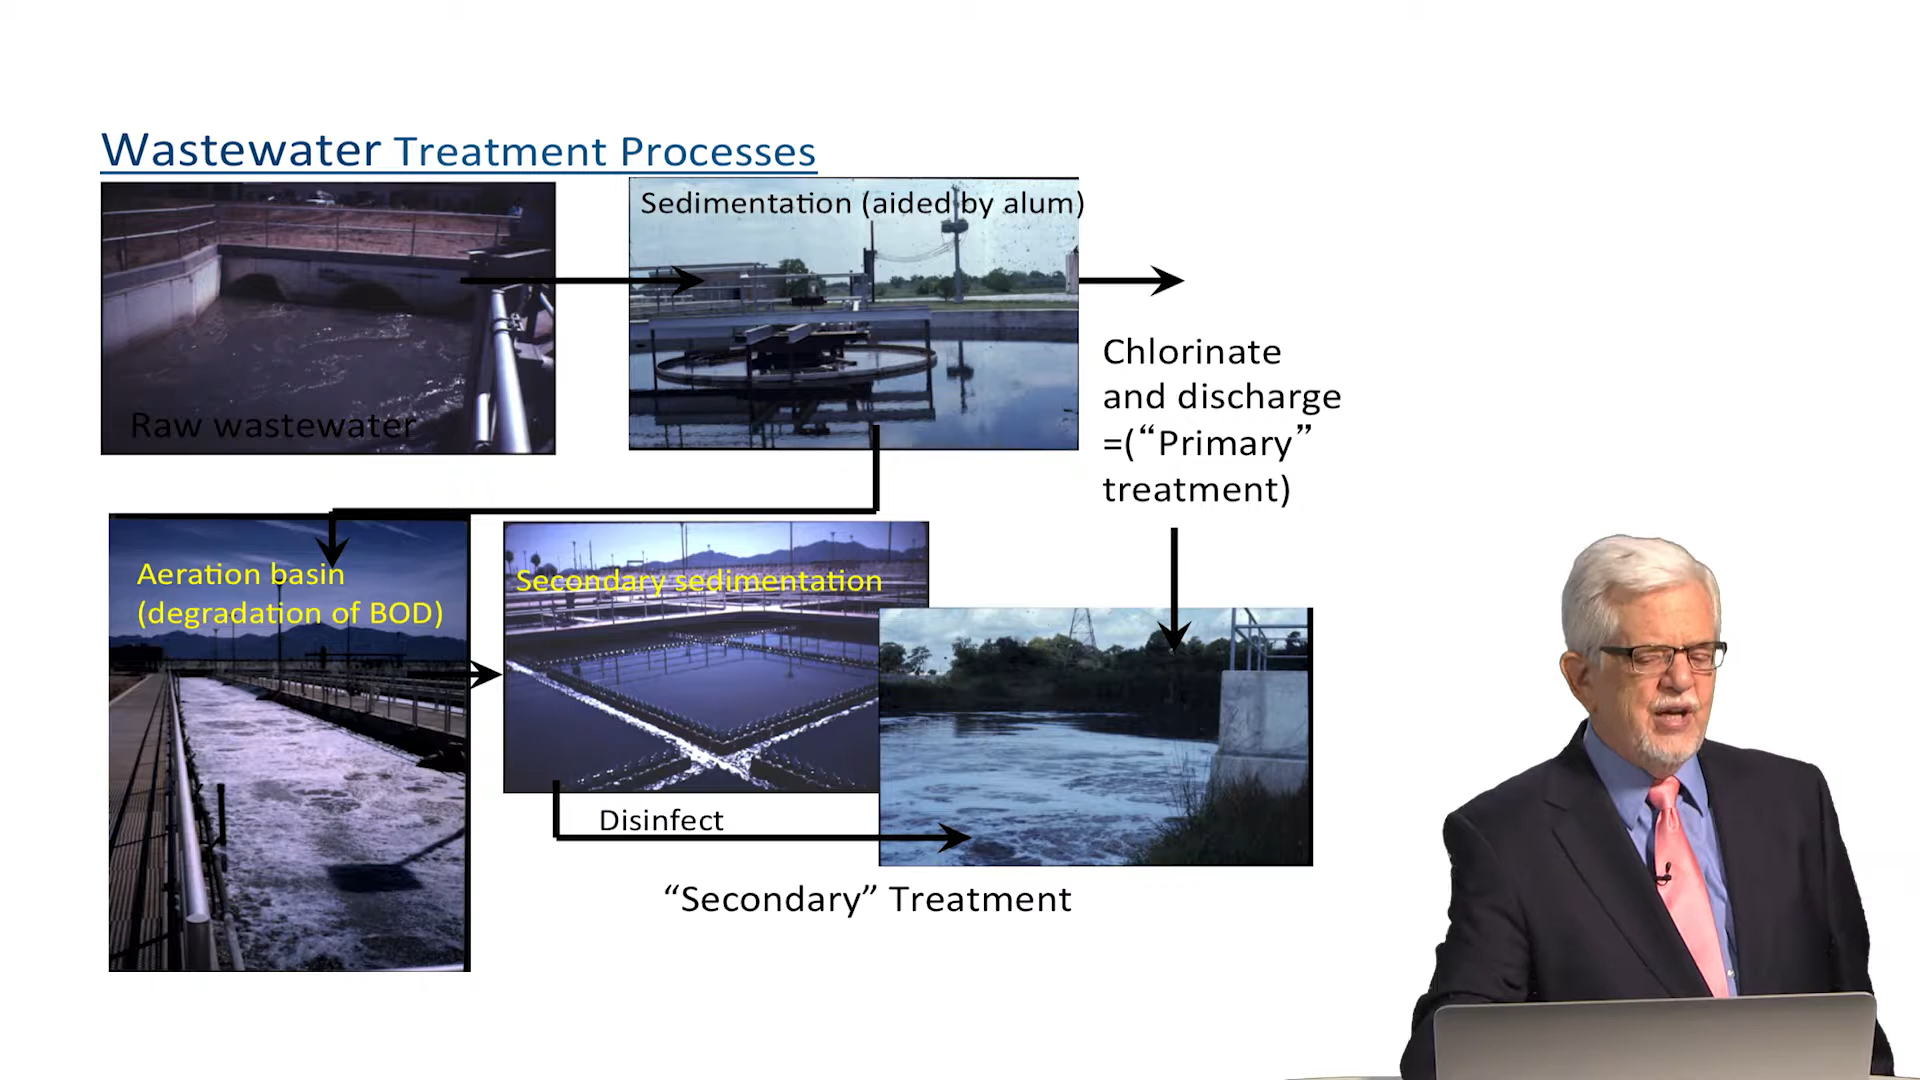 Wastewater Treatment Processes
Sedimentation (aided by alum)
Raw wastewater
Chlorinate
and discharge
=(“Primary”
treatment)
Aeration basin
(degradation of BOD)
Secondary sedimentation
Disinfect
“Secondary” Treatment